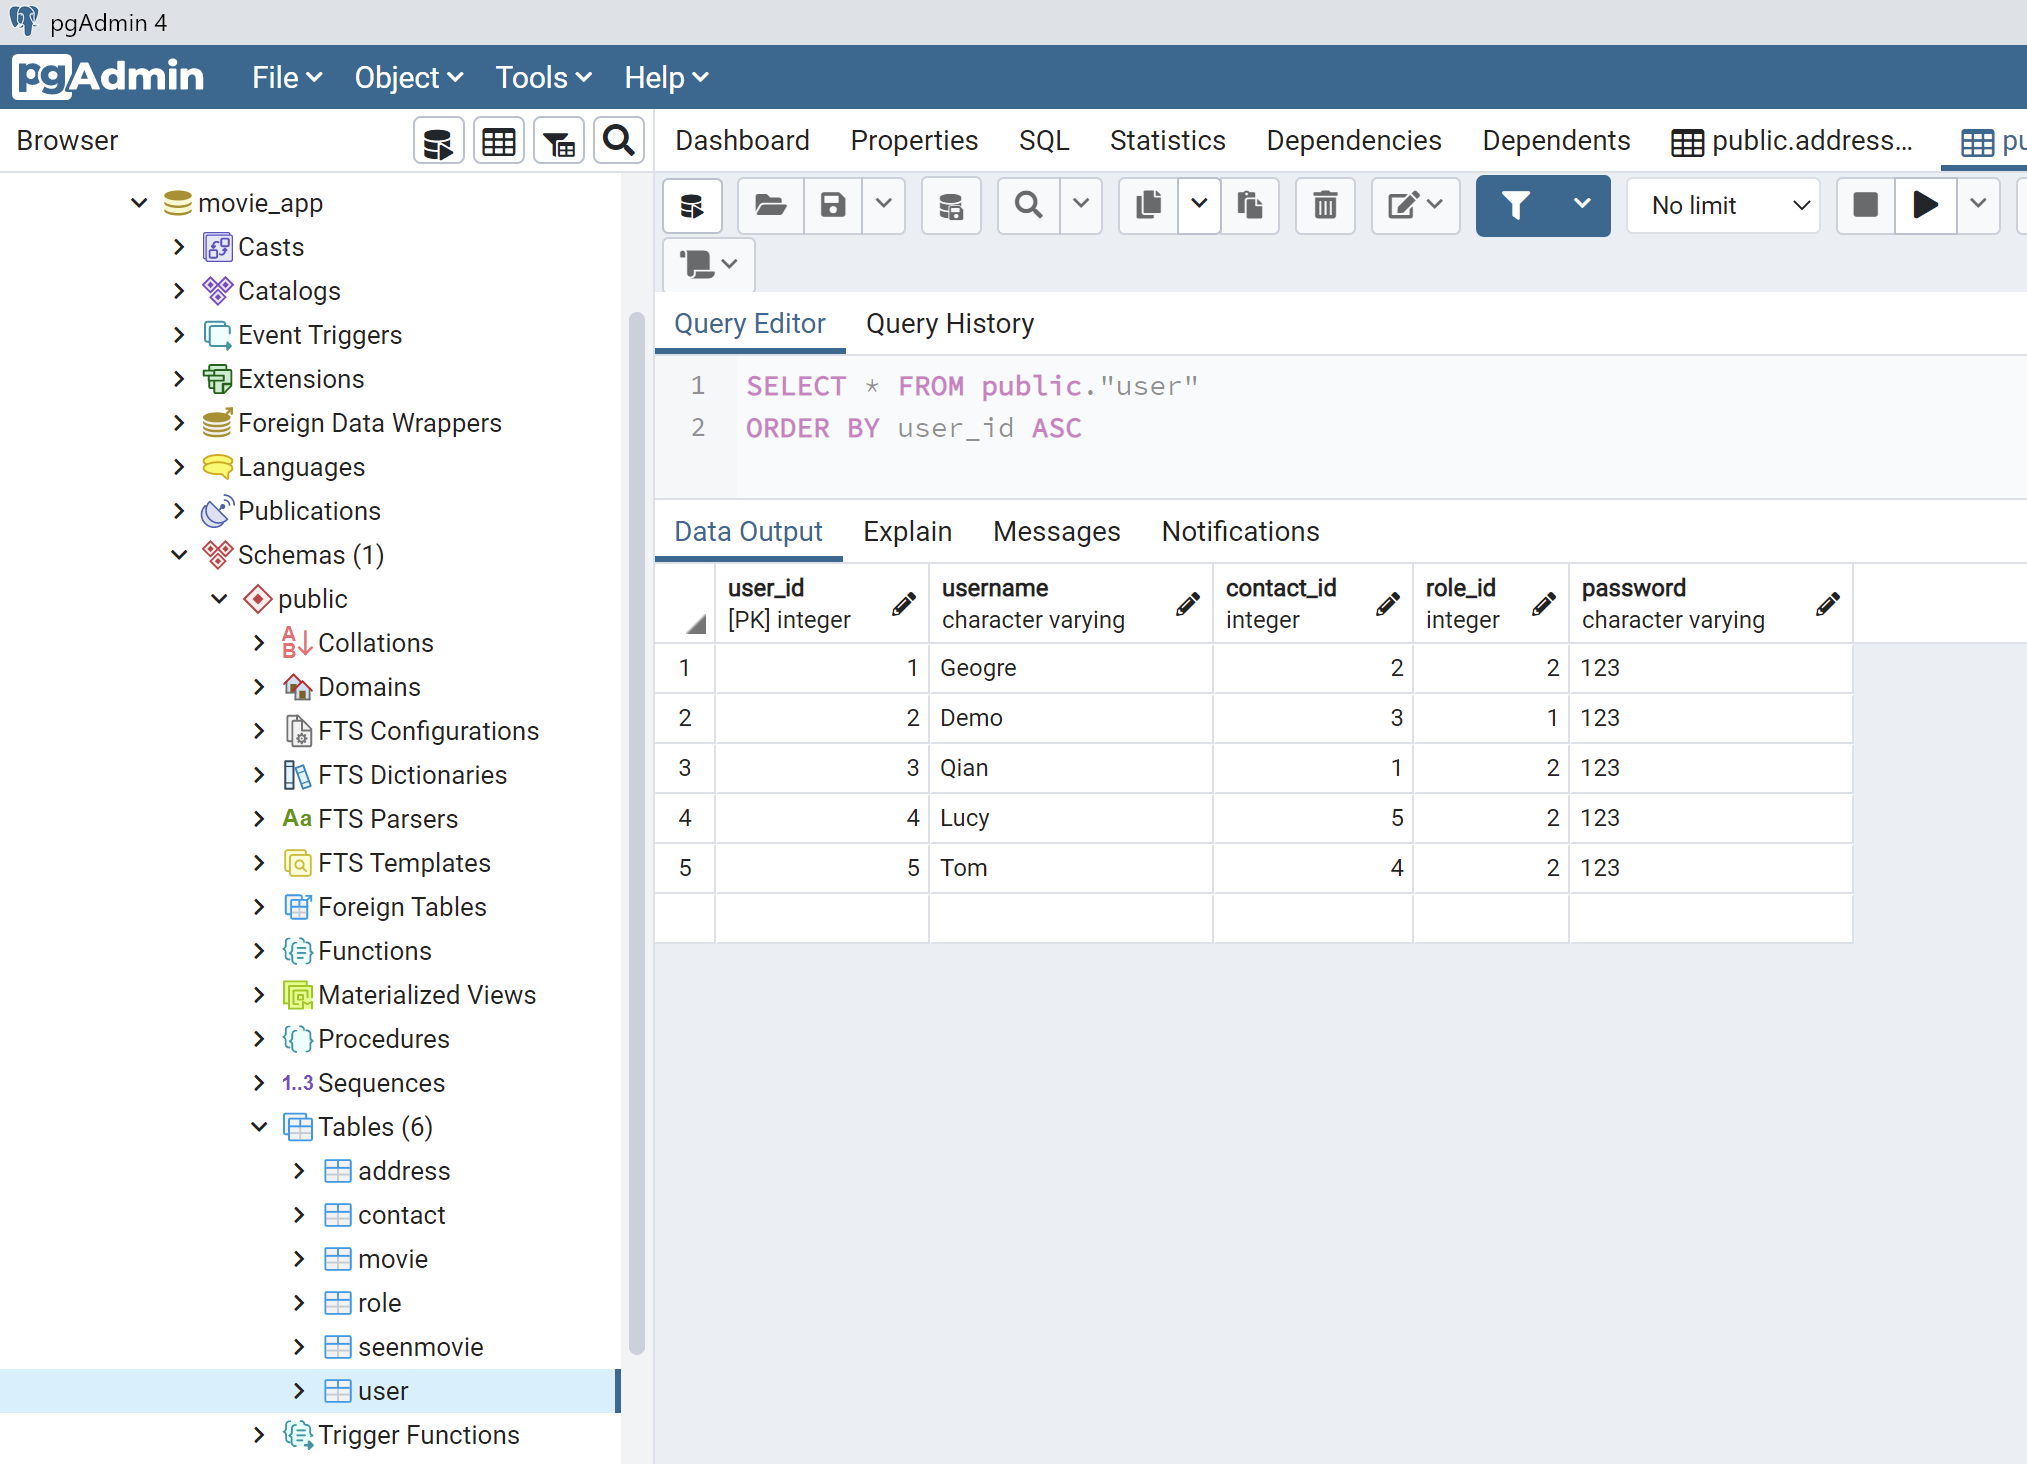 pgAdmin 4
pgAdmin File Object Tools Help
Browser
Dashboard Properties SQL Statistics Dependencies Dependents public.address... pu
No limit
movie_app
Casts
Catalogs
Event Triggers
Extensions
Foreign Data Wrappers
Languages
Publications
Schemas (1)
public
Collations
Domains
FTS Configurations
FTS Dictionaries
Aa FTS Parsers
FTS Templates
Foreign Tables
Functions
Materialized Views
Procedures
1..3 Sequences
Tables (6)
address
contact
movie
role
seenmovie
user
Trigger Functions
Query Editor Query History
1 SELECT * FROM public."user"
2 ORDER BY user_id ASC
Data Output Explain Messages Notifications
user_id username contact_id role_id password
[PK] integer character varying integer integer character varying
1 1 Geogre 2 2 123
2 2 Demo 3 1 123
3 3 Qian 1 2 123
4 4 Lucy 5 2 123
5 5 Tom 4 2 123